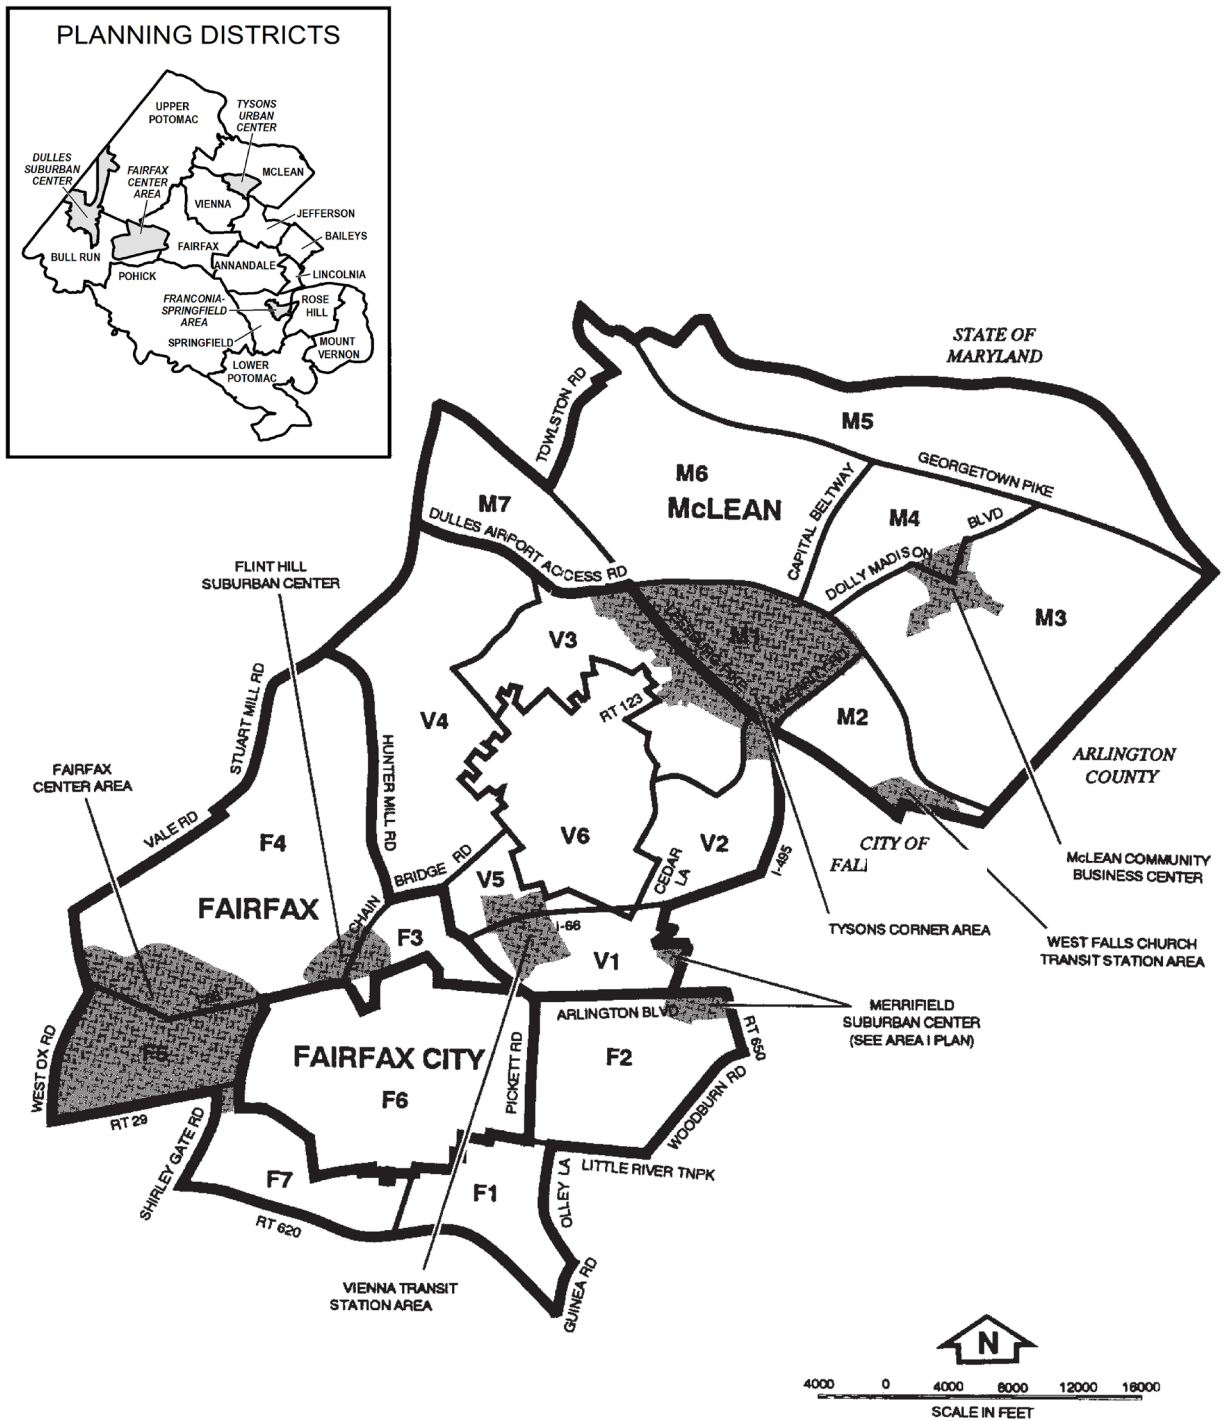 PLANNING DISTRICTS
UPPER
POTOMAC
TYSONS
URBAN
CENTER
DULLES
SUBURBAN
CENTER
FAIRFAX
CENTER
AREA
MCLEAN
VIENNA
JEFFERSON
BAILEYS
FAIRFAX
BULL RUN
ANNANDALE
POHICK
LINCOLNIA
FRANCONIA-
SPRINGFIELD
AREA
ROSE
HILL
SPRINGFIELD
MOUNT
VERNON
LOWER
POTOMAC
STATE OF
MARYLAND
TOWLSTON RD
M5
M6
McLEAN
GEORGETOWN PIKE
CAPITAL BELTWAY
M7
M4
BLVD
DULLES AIRPORT ACCESS RD
DOLLY MADISON
FLINT HILL
SUBURBAN CENTER
M3
M1
V3
LEESBURG PIKE
MAGARITY RD
STUART MILL RD
HUNTER MILL RD
V4
RT 123
M2
ARLINGTON
COUNTY
FAIRFAX
CENTER AREA
VALE RD
F4
V6
V2
I-495
CITY OF
FALL
McLEAN COMMUNITY
BUSINESS CENTER
BRIDGE RD
CEDAR
LA
V5
FAIRFAX
CHAIN
I-66
TYSONS CORNER AREA
F3
WEST FALLS CHURCH
TRANSIT STATION AREA
V1
MERRIFIELD
SUBURBAN CENTER
(SEE AREA I PLAN)
ARLINGTON BLVD
WEST OX RD
F5
FAIRFAX CITY
F6
PICKETT RD
F2
RT 650
WOODBURN RD
RT 29
SHIRLEY GATE RD
F7
F1
OLLEY LA
LITTLE RIVER TNPK
RT 620
GUINEA RD
VIENNA TRANSIT
STATION AREA
N
4000 0 4000 8000 12000 16000
SCALE IN FEET